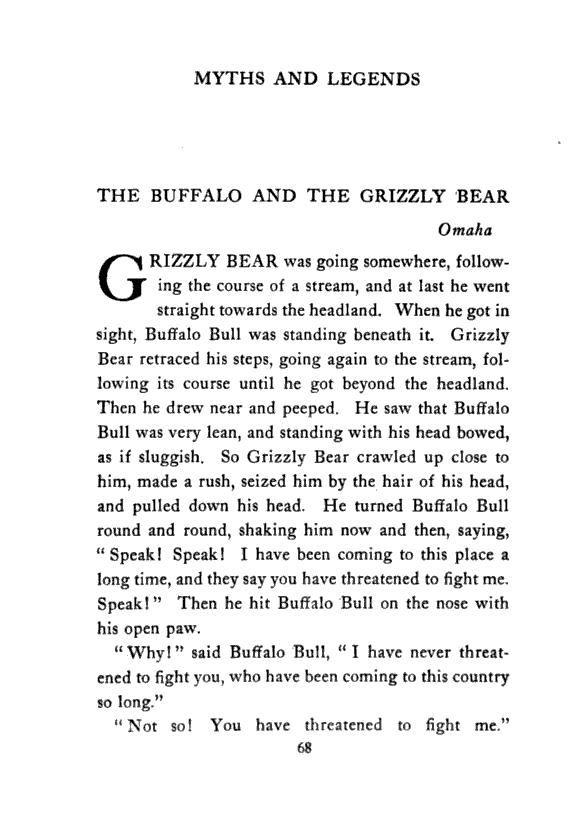 MYTHS AND LEGENDS
THE BUFFALO AND THE GRIZZLY BEAR
Omaha
GRIZZLY BEAR was going somewhere, follow-
ing the course of a stream, and at last he went
straight towards the headland. When he got in
sight, Buffalo Bull was standing beneath it. Grizzly
Bear retraced his steps, going again to the stream, fol-
lowing its course until he got beyond the headland.
Then he drew near and peeped. He saw that Buffalo
Bull was very lean, and standing with his head bowed,
as if sluggish. So Grizzly Bear crawled up close to
him, made a rush, seized him by the hair of his head,
and pulled down his head. He turned Buffalo Bull
round and round, shaking him now and then, saying,
“Speak! Speak! I have been coming to this place a
long time, and they say you have threatened to fight me.
Speak!” Then he hit Buffalo Bull on the nose with
his open paw.
“Why!” said Buffalo Bull, “I have never threat-
ened to fight you, who have been coming to this country
so long.”
“Not so! You have threatened to fight me.”
68